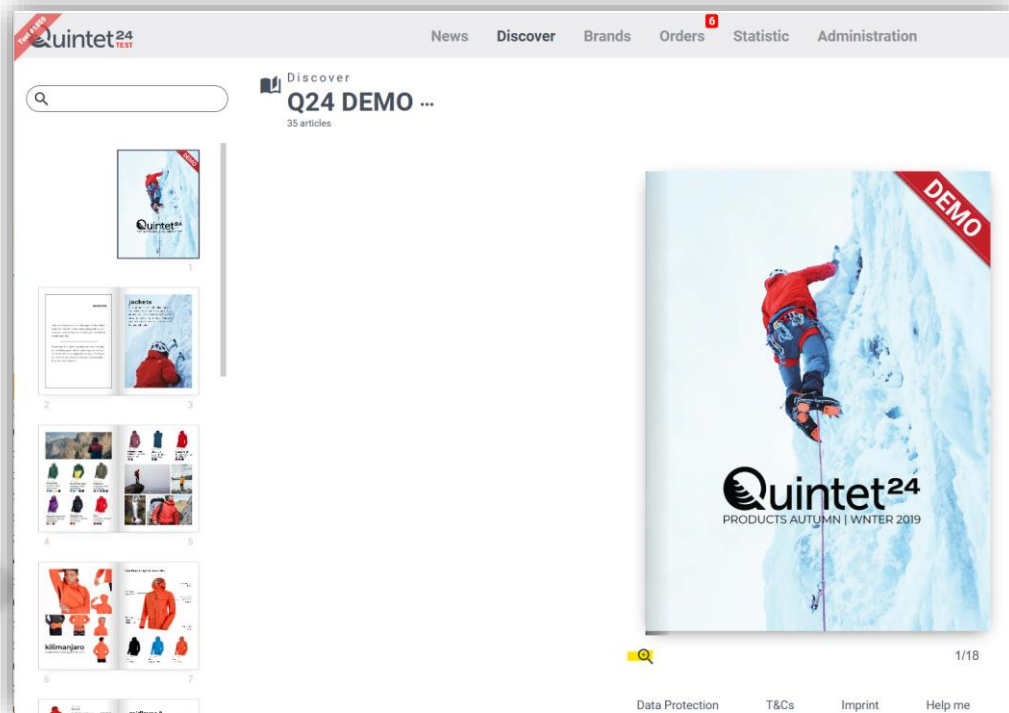 Test #1899
Quintet24
TEST
News
Discover
Brands
Orders
6
Statistic
Administration
Discover
Q24 DEMO ...
35 articles
DEMO
Quintet24
1
jackets
2
3
4
5
kilimanjaro
6
7
DEMO
Quintet24
PRODUCTS AUTUMN | WNTER 2019
1/18
Data Protection
T&Cs
Imprint
Help me